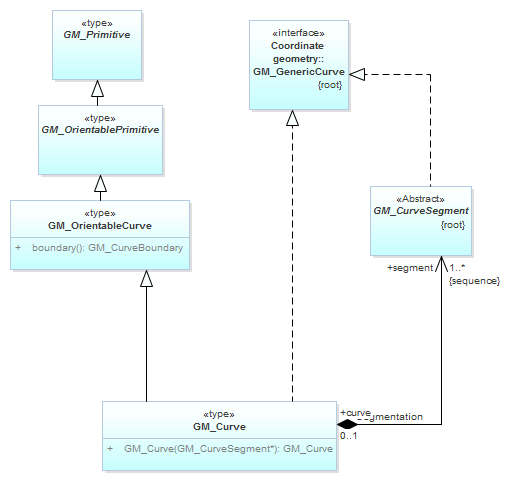 «type»
GM_Primitive
«interface»
Coordinate
geometry::
GM_GenericCurve
{root}
«type»
GM_OrientablePrimitive
«Abstract»
GM_CurveSegment
{root}
«type»
GM_OrientableCurve
+ boundary(): GM_CurveBoundary
+segment 1..*
{sequence}
«type»
GM_Curve
+ GM_Curve(GM_CurveSegment*): GM_Curve
+curve
gmentation
0..1